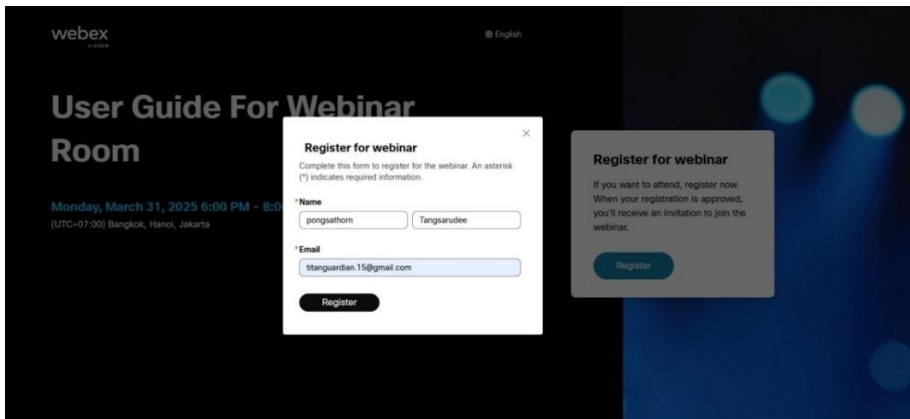 webex
by CISCO
English
User Guide For Webinar
Room
Monday, March 31, 2025 6:00 PM - 8:0
(UTC+07:00) Bangkok, Hanoi, Jakarta
Register for webinar
Complete this form to register for the webinar. An asterisk
(*) indicates required information.
*Name
pongsathorn Tangsarudee
*Email
titanguardian.15@gmail.com
Register
Register for webinar
If you want to attend, register now.
When your registration is approved,
you'll receive an invitation to join the
webinar.
Register